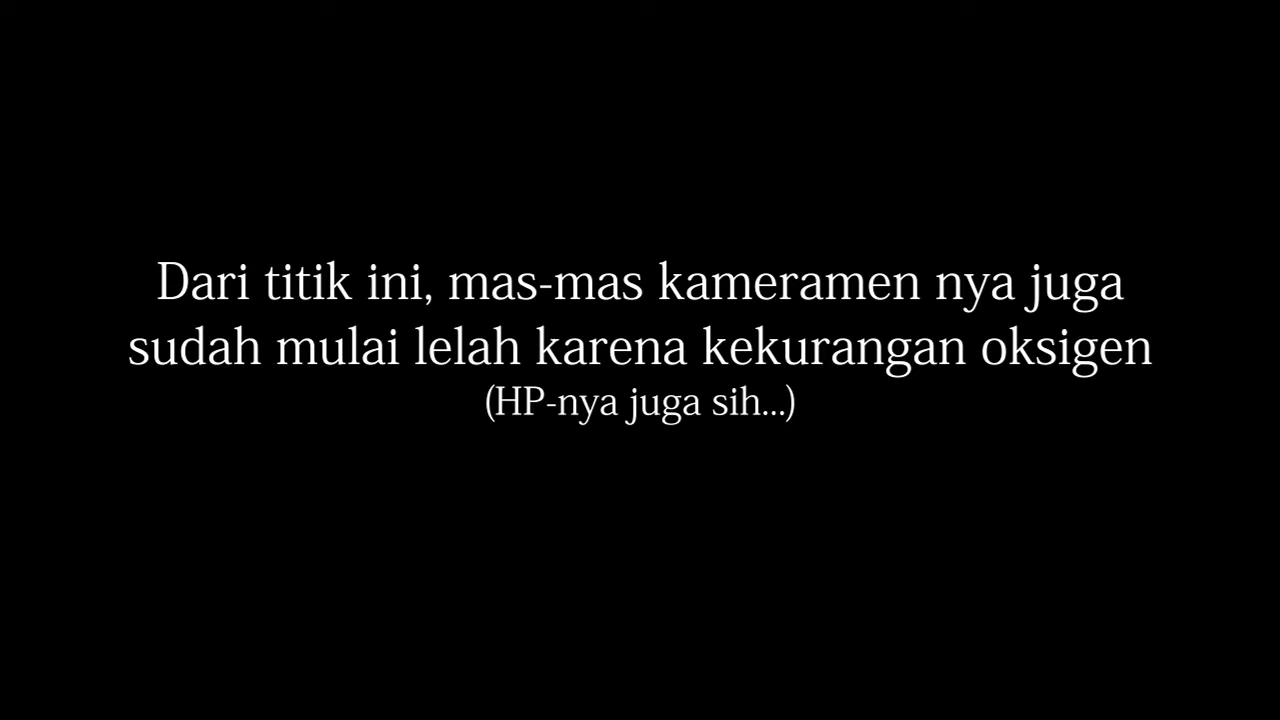 Dari titik ini, mas-mas kameramen nya juga
sudah mulai lelah karena kekurangan oksigen
(HP-nya juga sih...)